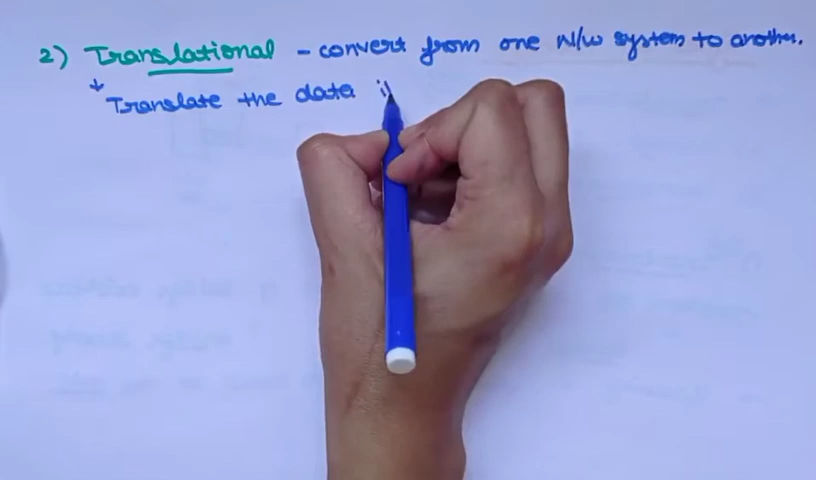 2) Translational - convert from one N/W system to another.
* Translate the data